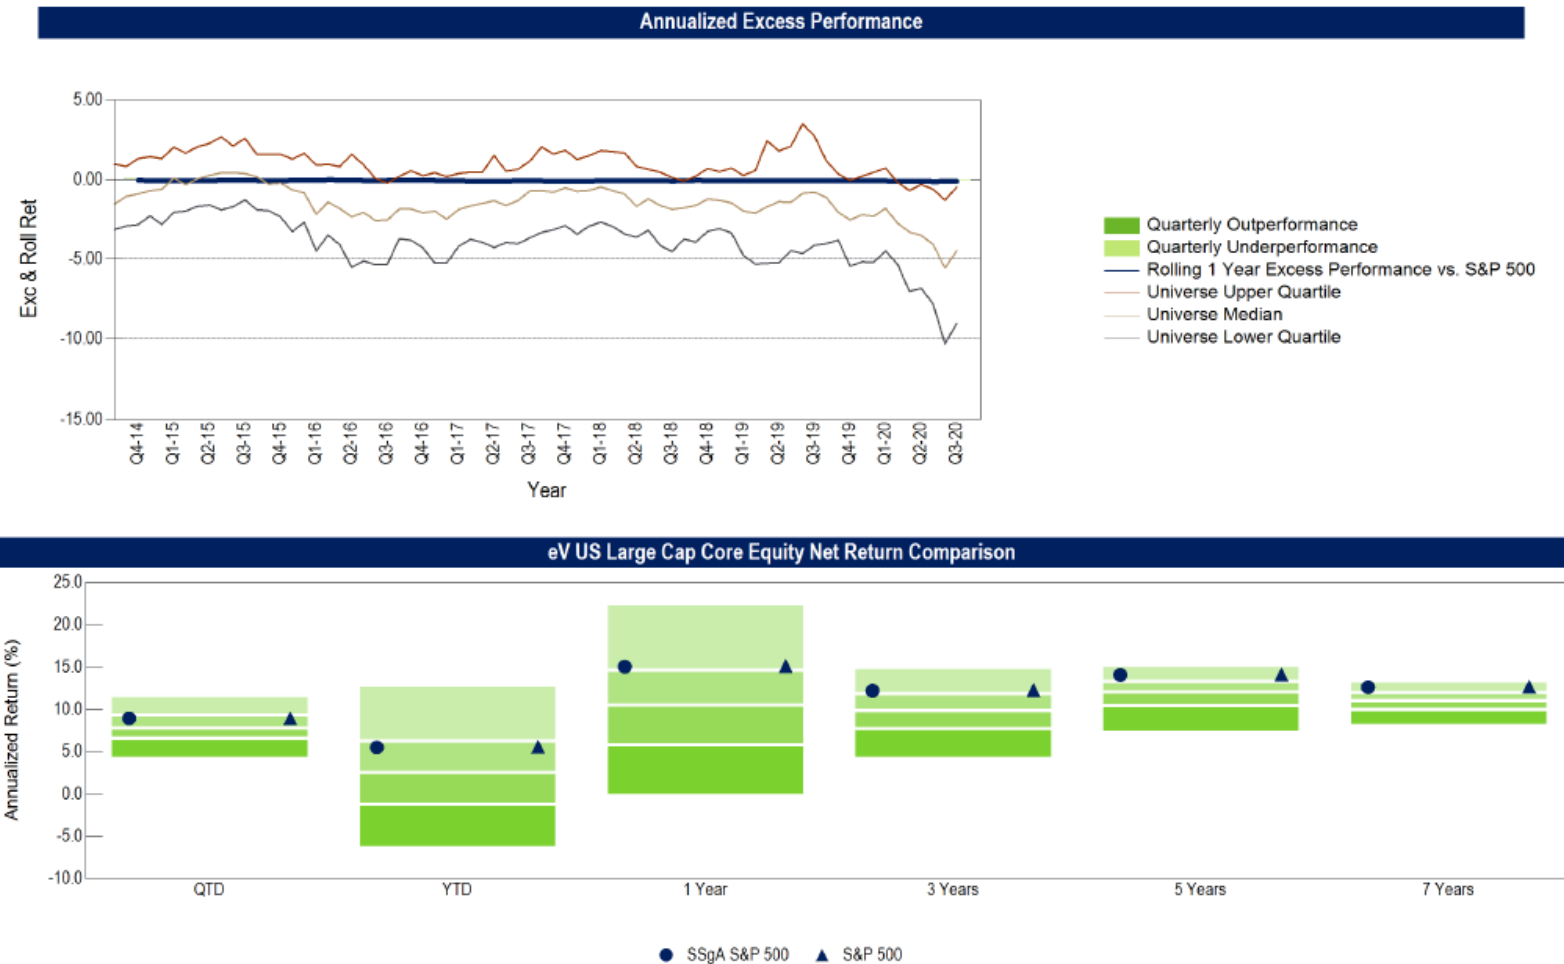 Annualized Excess Performance
5.00
0.00
-5.00
-10.00
-15.00
Exc & Roll Ret
Q4-14 Q1-15 Q2-15 Q3-15 Q4-15 Q1-16 Q2-16 Q3-16 Q4-16 Q1-17 Q2-17 Q3-17 Q4-17 Q1-18 Q2-18 Q3-18 Q4-18 Q1-19 Q2-19 Q3-19 Q4-19 Q1-20 Q2-20 Q3-20
Year
Quarterly Outperformance
Quarterly Underperformance
Rolling 1 Year Excess Performance vs. S&P 500
Universe Upper Quartile
Universe Median
Universe Lower Quartile
eV US Large Cap Core Equity Net Return Comparison
25.0
20.0
15.0
10.0
5.0
0.0
-5.0
-10.0
Annualized Return (%)
QTD YTD 1 Year 3 Years 5 Years 7 Years
SSgA S&P 500 S&P 500